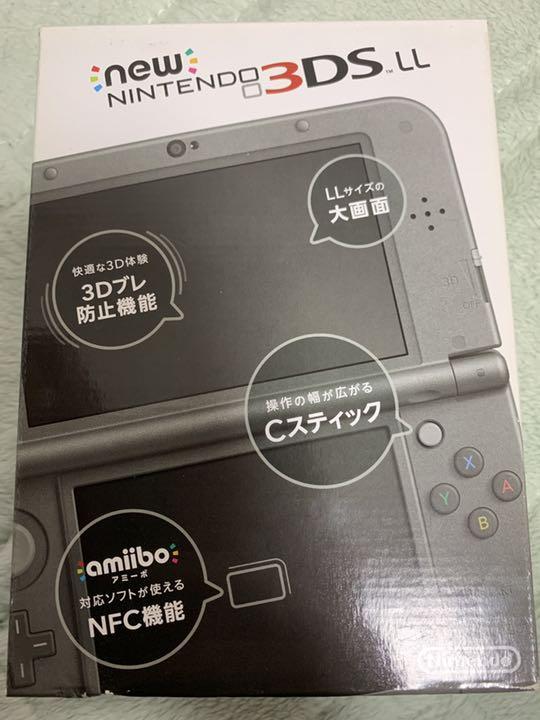 new
NINTENDO 3DS™ LL
LLサイズの
大画面
快適な3D体験
3Dブレ
防止機能
3D
OFF
操作の幅が広がる
Cスティック
X
Y
A
B
amiibo
アミーボ
対応ソフトが使える
NFC機能
Nintendo